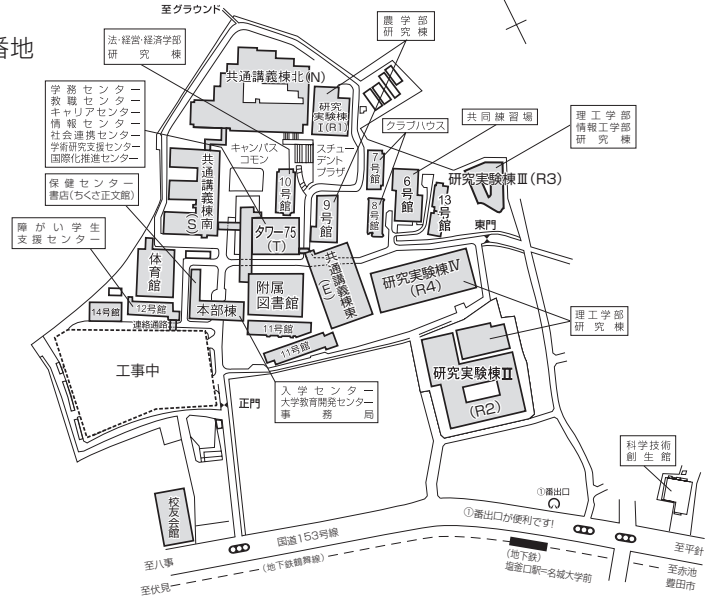 至グラウンド
番地
法・経営・経済学部
研究棟
農学部
研究棟
学務センター
教職センター
キャリアセンター
情報センター
社会連携センター
学術研究支援センター
国際化推進センター
共通講義棟北(N)
研究
実験棟
I(R1)
クラブハウス
共同練習場
理工学部
情報工学部
研究棟
キャンパス
コモン
スチュー
デント
プラザ
共通講義棟南
(S)
保健センター
書店(ちくさ正文館)
10号館
7号館
6号館
研究実験棟Ⅲ(R3)
13号館
8号館
9号館
東門
タワー75
(T)
障がい学生
支援センター
体育館
共通講義棟東
(E)
研究実験棟Ⅳ
(R4)
附属
図書館
本部棟
14号館
12号館
連絡通路
11号館
11号館
理工学部
研究棟
工事中
研究実験棟Ⅱ
(R2)
正門
入学センター
大学教育開発センター
事務局
科学技術
創生館
校友会館
①番出口
①番出口が便利です!
国道153号線
至八事
(地下鉄鶴舞線)
至伏見
(地下鉄)
塩釜口駅=名城大学前
至平針
至赤池
豊田市